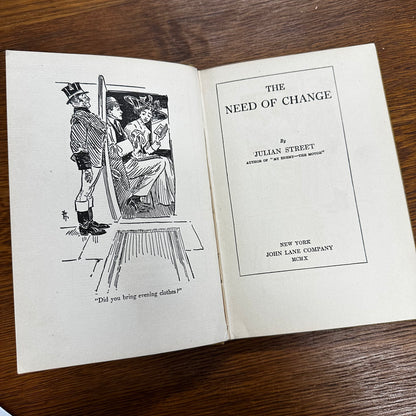 "Did you bring evening clothes?"
THE
NEED OF CHANGE
By
JULIAN STREET
AUTHOR OF "MY ENEMY—THE MOTOR"
NEW YORK
JOHN LANE COMPANY
MCMX